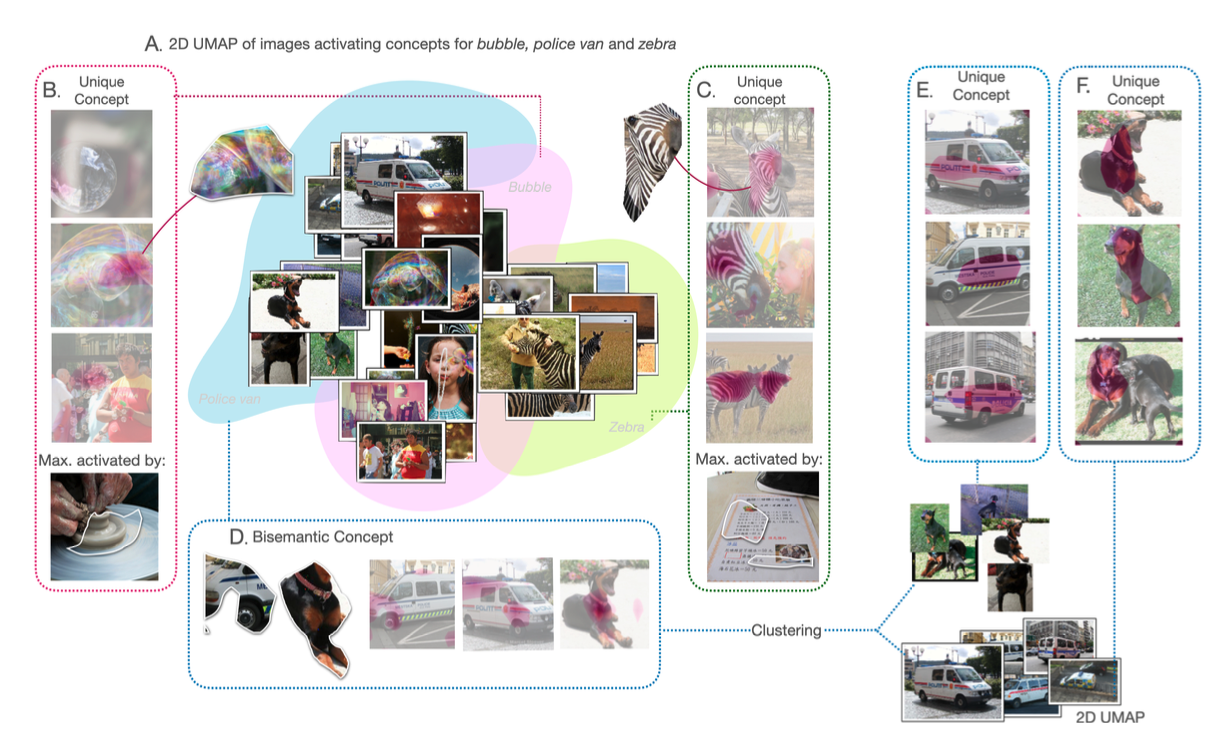 A. 2D UMAP of images activating concepts for bubble, police van and zebra
B. Unique
Concept
Max. activated by:
Bubble
Police van
Zebra
C. Unique
concept
Max. activated by:
D. Bisemantic Concept
Clustering
E. Unique
Concept
F. Unique
Concept
2D UMAP